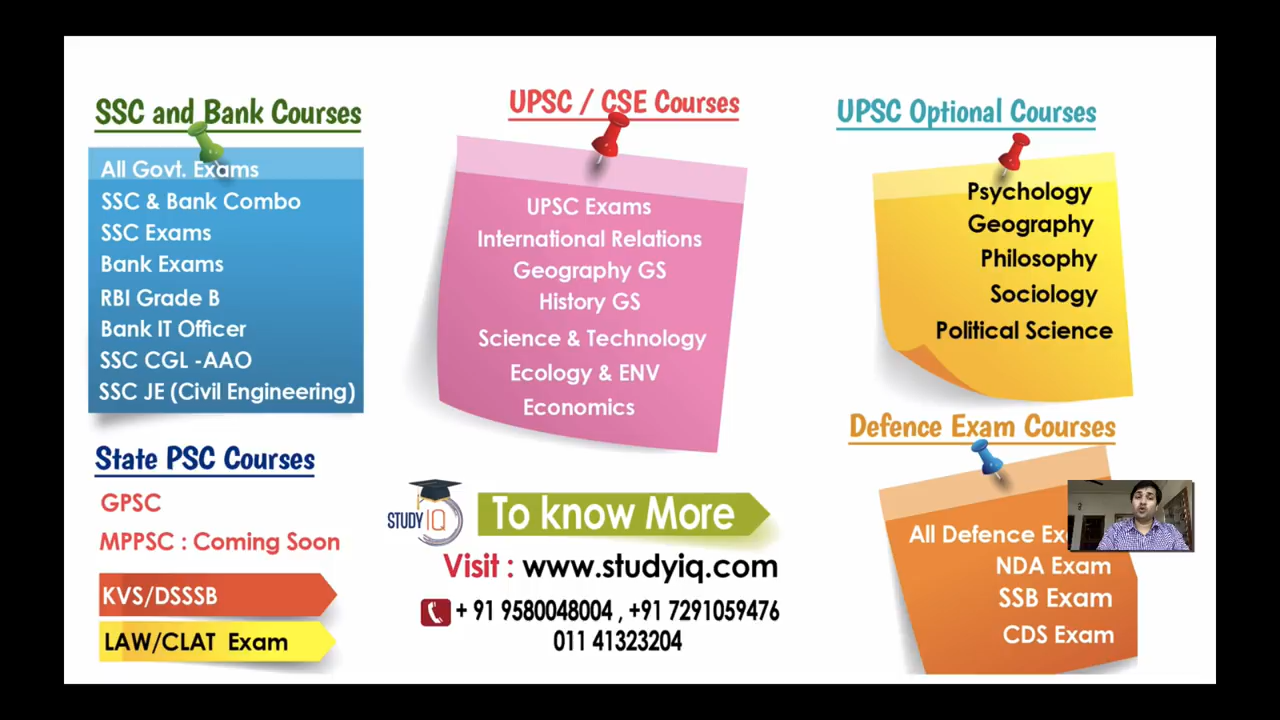 SSC and Bank Courses
All Govt. Exams
SSC & Bank Combo
SSC Exams
Bank Exams
RBI Grade B
Bank IT Officer
SSC CGL -AAO
SSC JE (Civil Engineering)
State PSC Courses
GPSC
MPPSC : Coming Soon
KVS/DSSSB
LAW/CLAT Exam
UPSC / CSE Courses
UPSC Exams
International Relations
Geography GS
History GS
Science & Technology
Ecology & ENV
Economics
STUDY IQ
To know More
Visit : www.studyiq.com
+ 91 9580048004 , +91 7291059476
011 41323204
UPSC Optional Courses
Psychology
Geography
Philosophy
Sociology
Political Science
Defence Exam Courses
All Defence
NDA Exam
SSB Exam
CDS Exam